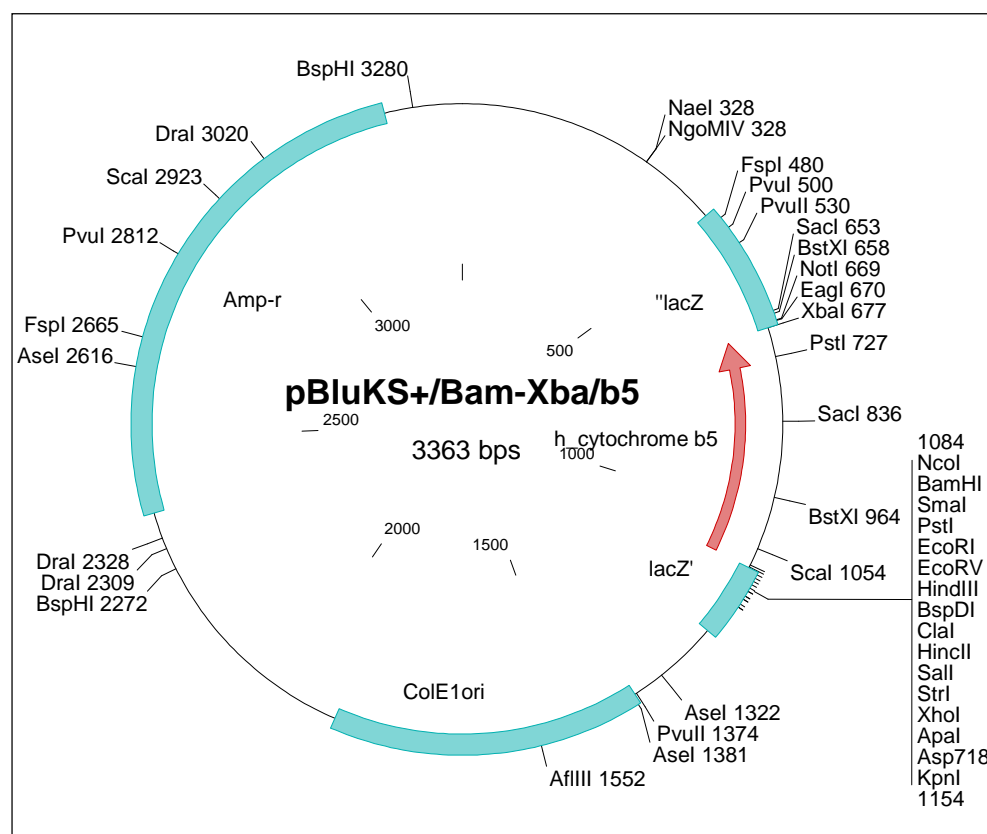 BspHI 3280
NaeI 328
NgoMIV 328
DraI 3020
ScaI 2923
PvuI 2812
FspI 2665
AseI 2616
FspI 480
PvuI 500
PvuII 530
SacI 653
BstXI 658
NotI 669
EagI 670
XbaI 677
PstI 727
SacI 836
BstXI 964
ScaI 1054
Amp-r
"lacZ
3000
500
pBluKS+/Bam-Xba/b5
2500
3363 bps
h_cytochrome b5
1000
2000
1500
lacZ'
1084
NcoI
BamHI
SmaI
PstI
EcoRI
EcoRV
HindIII
BspDI
ClaI
HincII
SalI
StrI
XhoI
ApaI
Asp718
KpnI
1154
DraI 2328
DraI 2309
BspHI 2272
ColE1ori
AseI 1322
PvuII 1374
AseI 1381
AflIII 1552